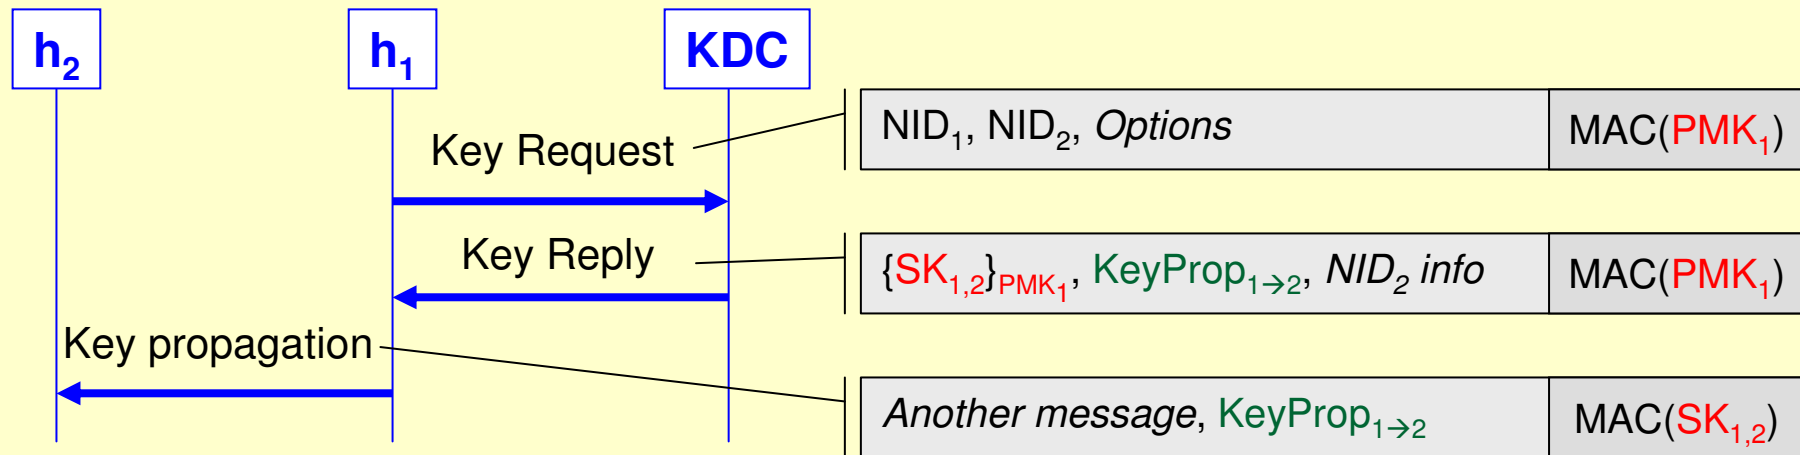 h₂ h₁ KDC
Key Request
NID₁, NID₂, Options MAC(PMK₁)
Key Reply
{SK₁,₂}PMK₁, KeyProp₁→₂, NID₂ info MAC(PMK₁)
Key propagation
Another message, KeyProp₁→₂ MAC(SK₁,₂)